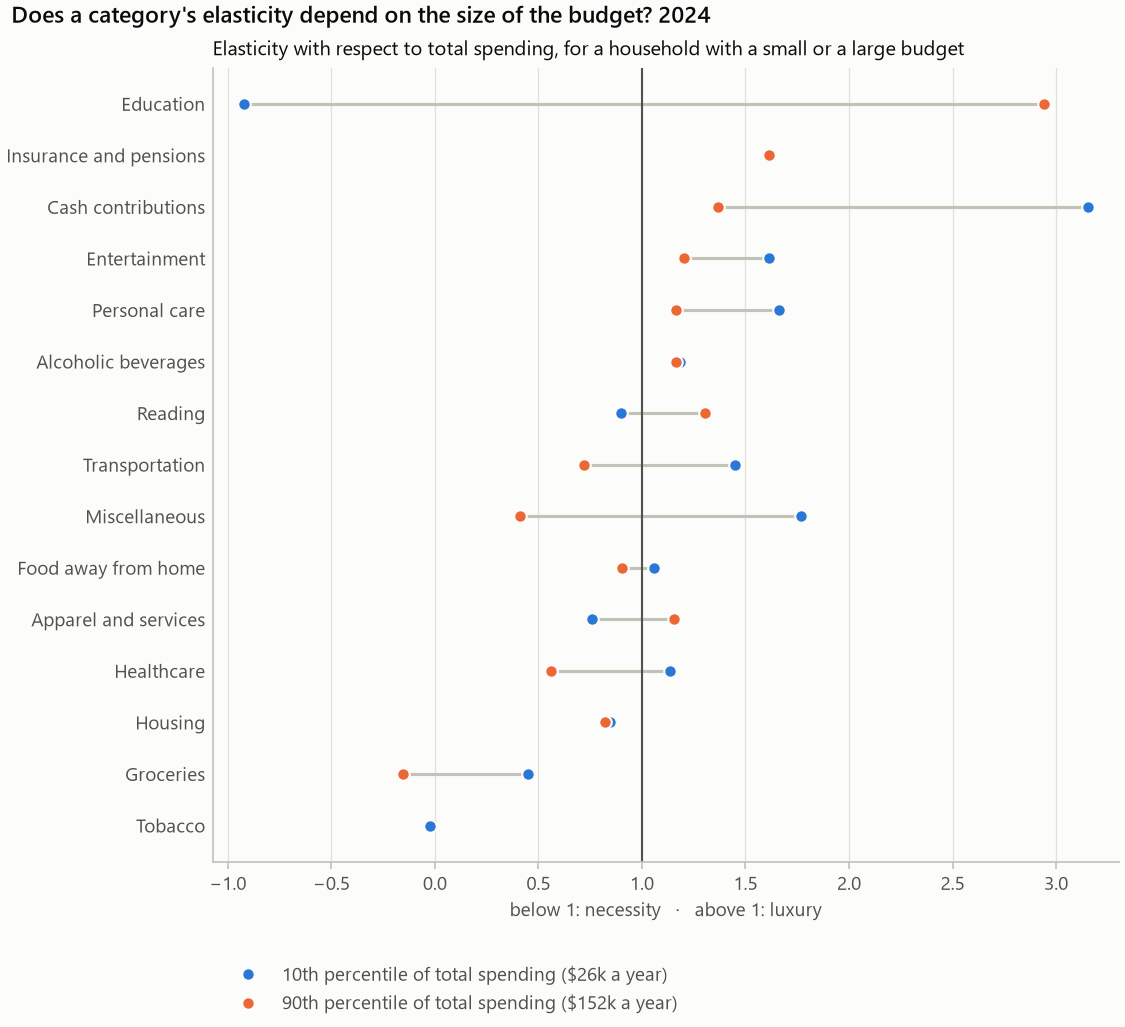 Does a category's elasticity depend on the size of the budget? 2024
Elasticity with respect to total spending, for a household with a small or a large budget
Education
Insurance and pensions
Cash contributions
Entertainment
Personal care
Alcoholic beverages
Reading
Transportation
Miscellaneous
Food away from home
Apparel and services
Healthcare
Housing
Groceries
Tobacco
−1.0 −0.5 0.0 0.5 1.0 1.5 2.0 2.5 3.0
below 1: necessity · above 1: luxury
10th percentile of total spending ($26k a year)
90th percentile of total spending ($152k a year)